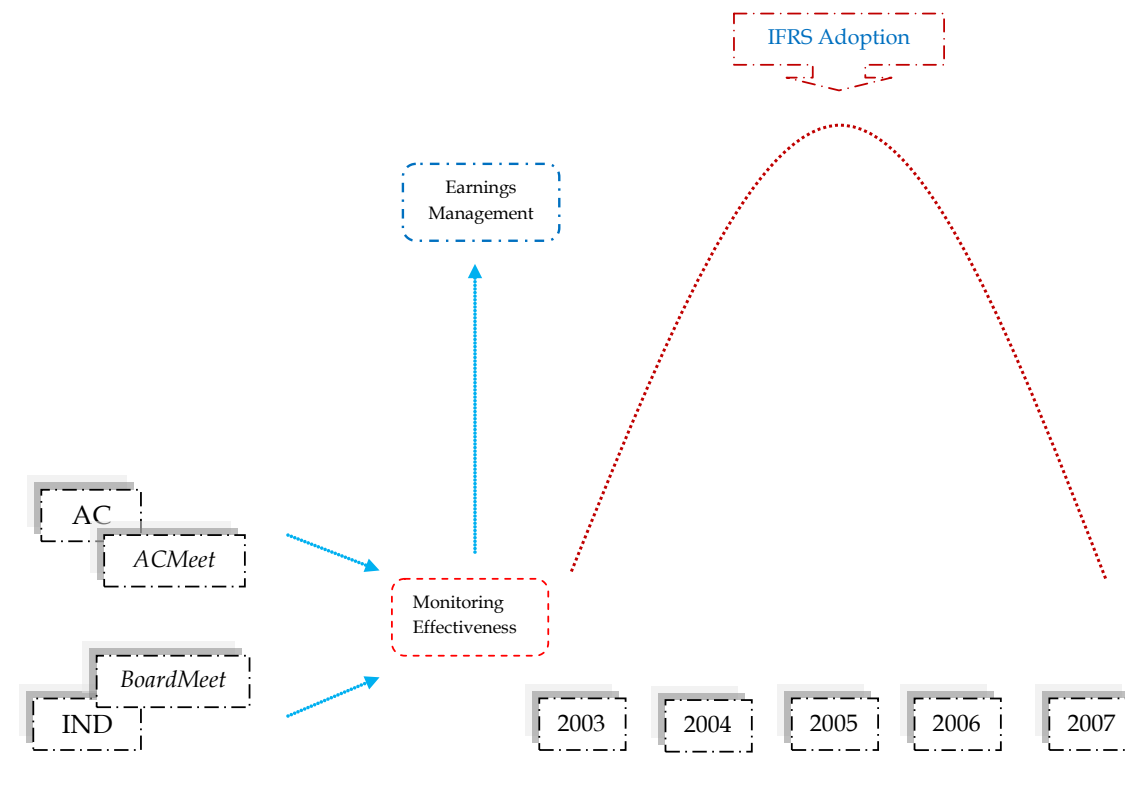 IFRS Adoption
Earnings
Management
AC
ACMeet
Monitoring
Effectiveness
BoardMeet
IND
2003
2004
2005
2006
2007